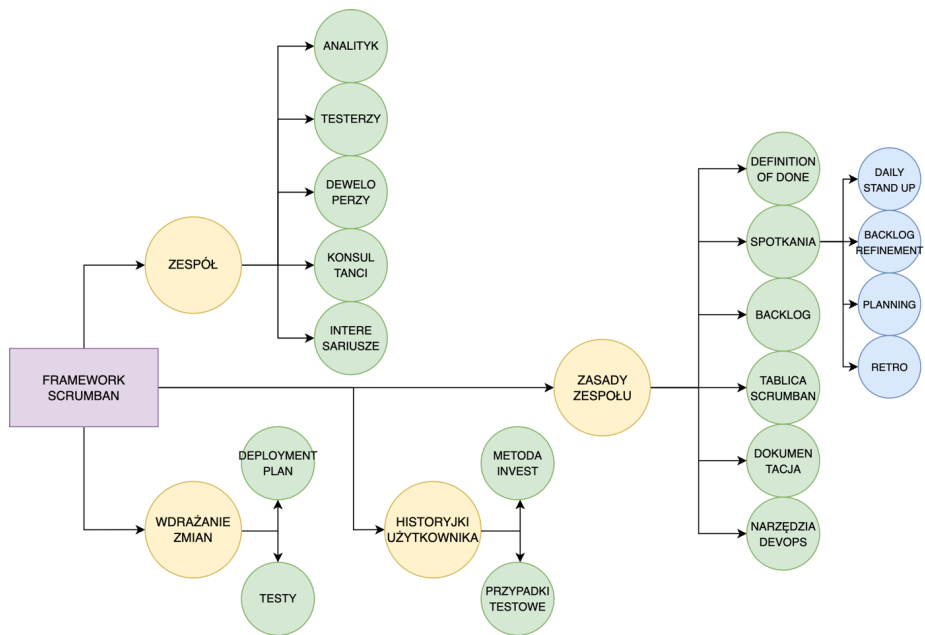 ANALITYK
TESTERZY
DEWELO
PERZY
ZESPÓŁ
KONSUL
TANCI
INTERE
SARIUSZE
FRAMEWORK
SCRUMBAN
ZASADY
ZESPOŁU
DEFINITION
OF DONE
SPOTKANIA
DAILY
STAND UP
BACKLOG
REFINEMENT
PLANNING
RETRO
BACKLOG
TABLICA
SCRUMBAN
DOKUMEN
TACJA
NARZĘDZIA
DEVOPS
DEPLOYMENT
PLAN
WDRAŻANIE
ZMIAN
TESTY
METODA
INVEST
HISTORYJKI
UŻYTKOWNIKA
PRZYPADKI
TESTOWE